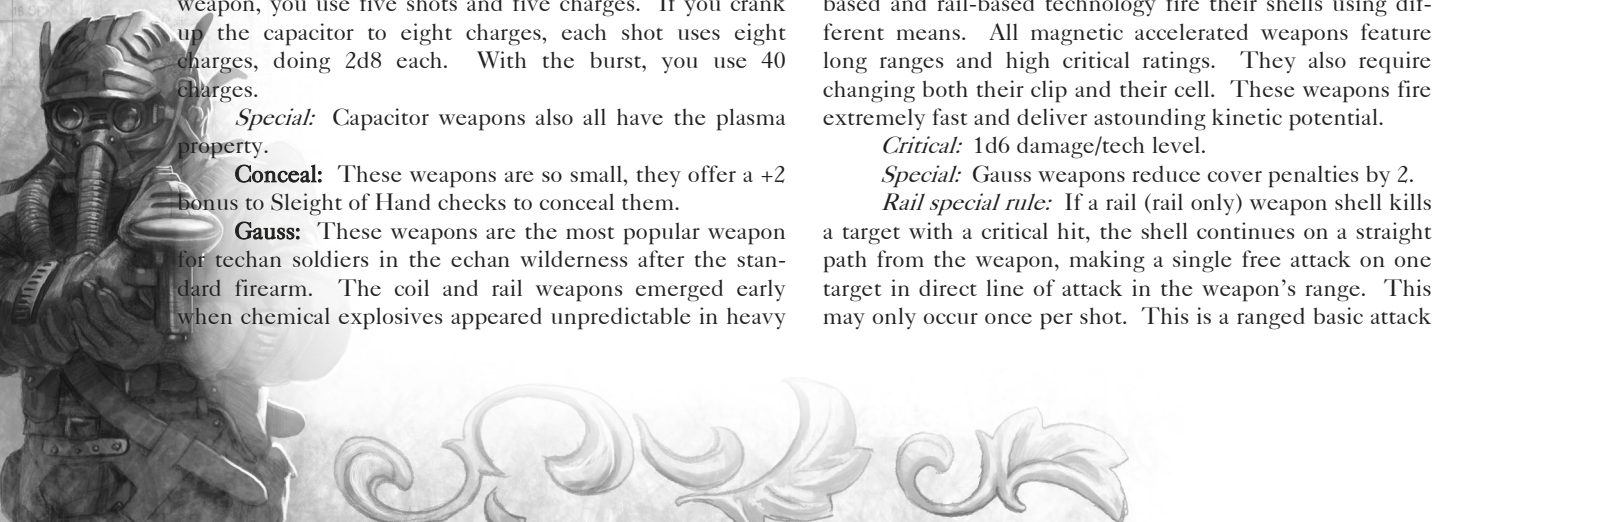 weapon, you use five shots and five charges. If you crank
up the capacitor to eight charges, each shot uses eight
charges, doing 2d8 each. With the burst, you use 40
charges.
Special: Capacitor weapons also all have the plasma
property.
Conceal: These weapons are so small, they offer a +2
bonus to Sleight of Hand checks to conceal them.
Gauss: These weapons are the most popular weapon
for techan soldiers in the echan wilderness after the stan-
dard firearm. The coil and rail weapons emerged early
when chemical explosives appeared unpredictable in heavy
based and rail-based technology fire their shells using dif-
ferent means. All magnetic accelerated weapons feature
long ranges and high critical ratings. They also require
changing both their clip and their cell. These weapons fire
extremely fast and deliver astounding kinetic potential.
Critical: 1d6 damage/tech level.
Special: Gauss weapons reduce cover penalties by 2.
Rail special rule: If a rail (rail only) weapon shell kills
a target with a critical hit, the shell continues on a straight
path from the weapon, making a single free attack on one
target in direct line of attack in the weapon's range. This
may only occur once per shot. This is a ranged basic attack